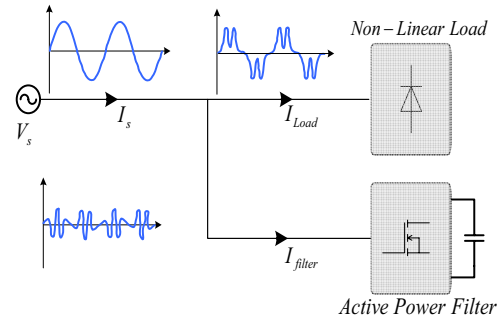 Non-Linear Load
V_s
I_s
I_Load
I_filter
Active Power Filter